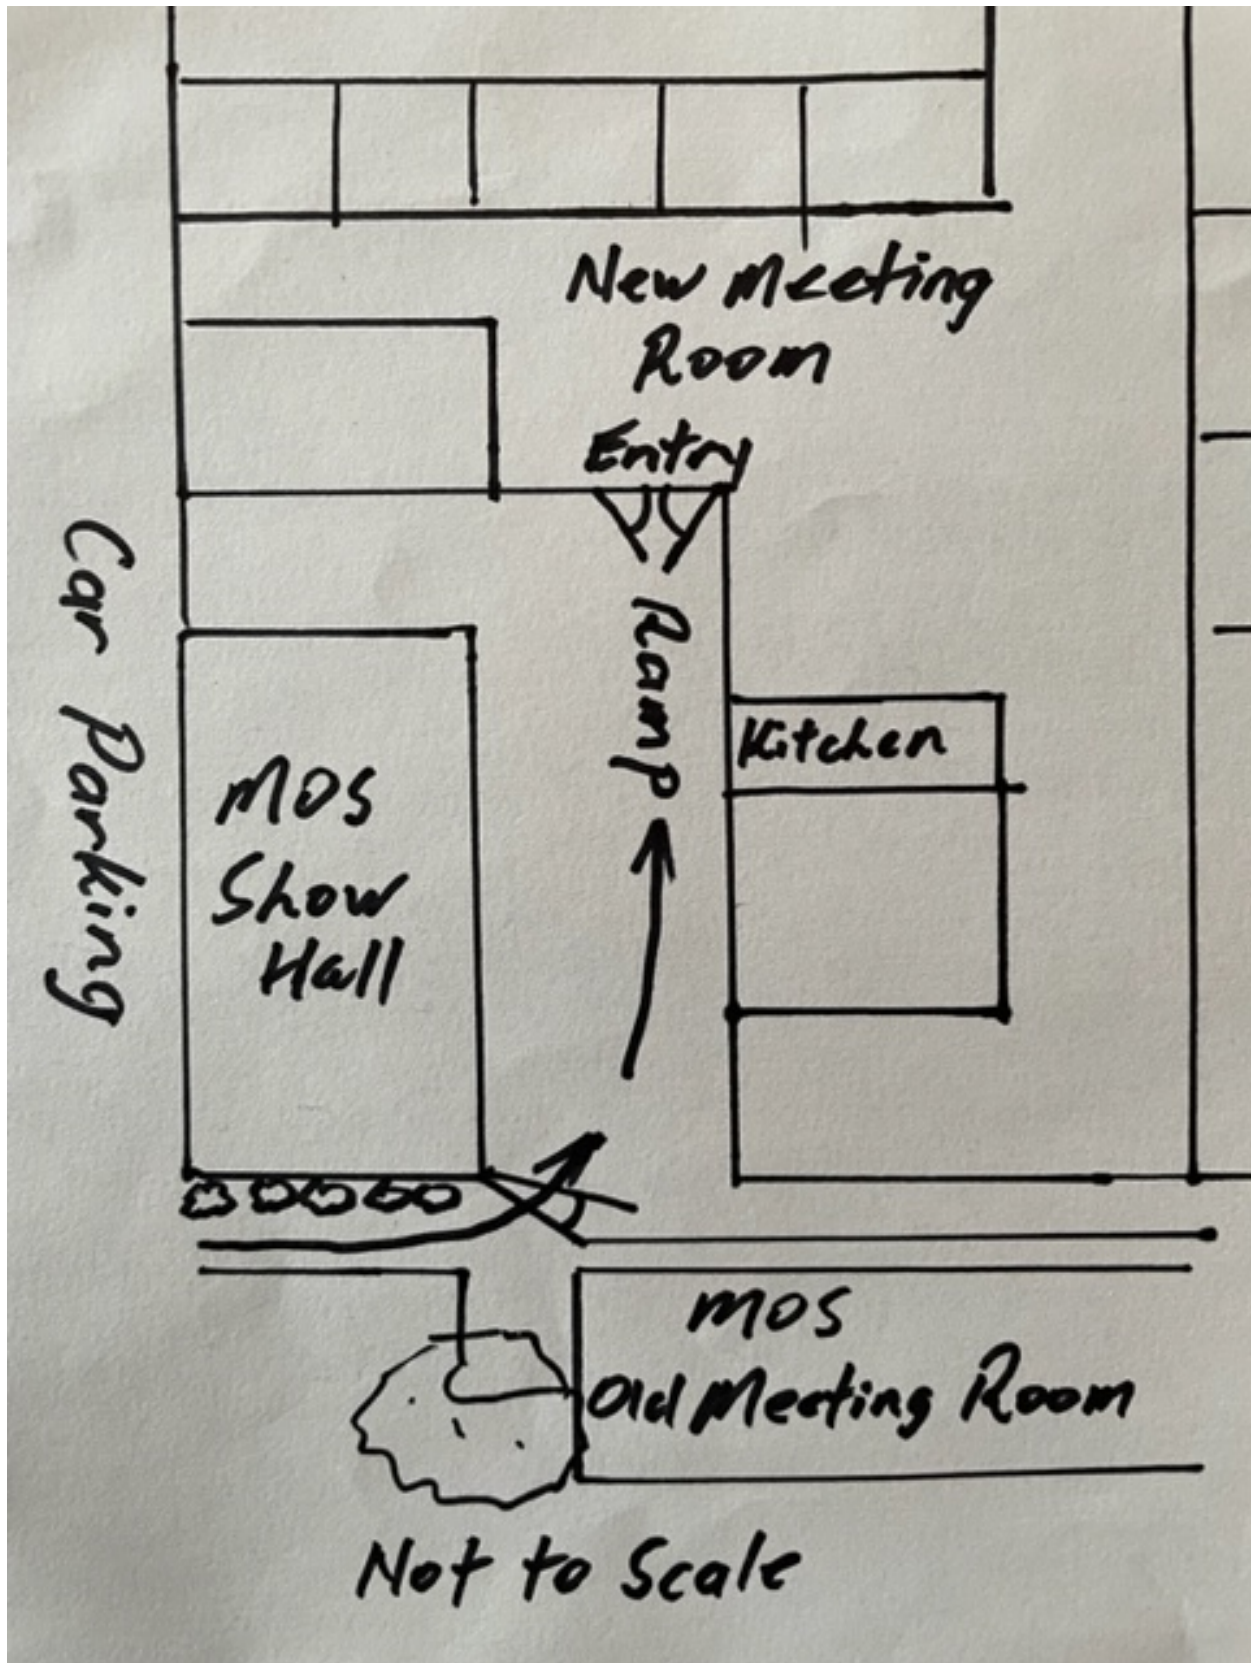 New Meeting
Room
Entry
Ramp
Car Parking
Kitchen
MOS
Show
Hall
MOS
Old Meeting Room
Not to Scale